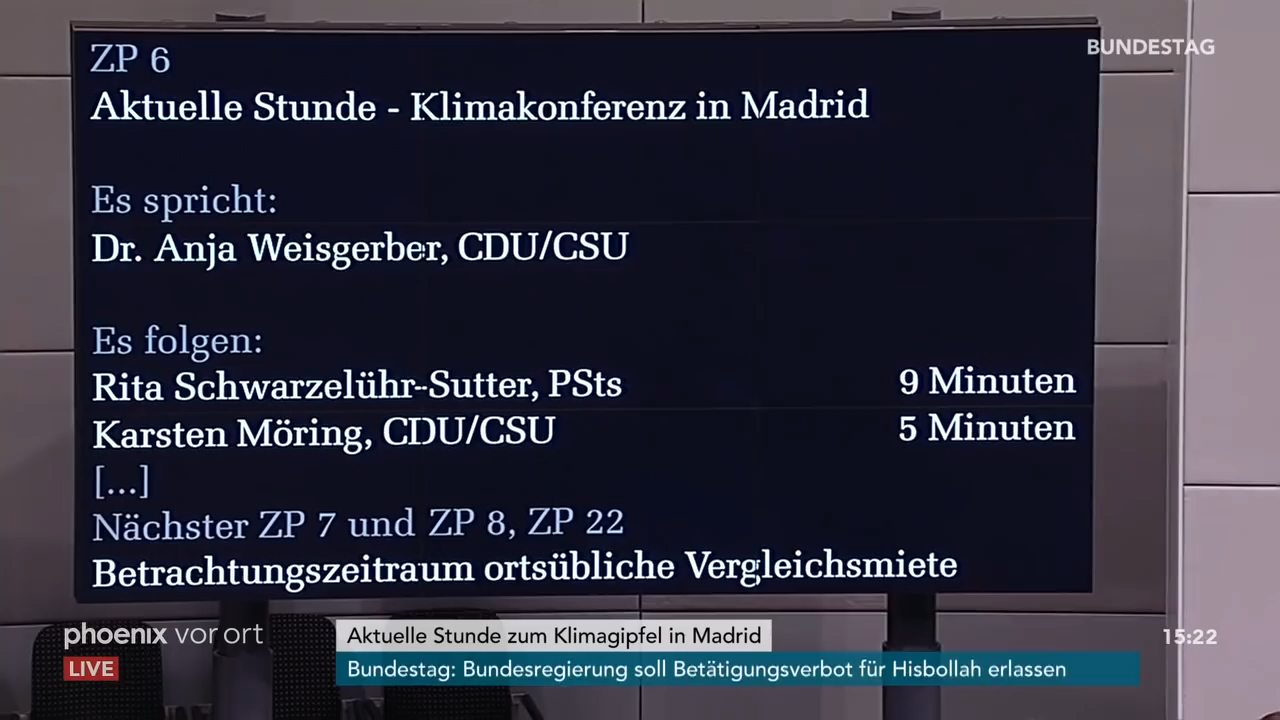 BUNDESTAG
ZP 6
Aktuelle Stunde - Klimakonferenz in Madrid
Es spricht:
Dr. Anja Weisgerber, CDU/CSU
Es folgen:
Rita Schwarzelühr-Sutter, PSts 9 Minuten
Karsten Möring, CDU/CSU 5 Minuten
[...]
Nächster ZP 7 und ZP 8, ZP 22
Betrachtungszeitraum ortsübliche Vergleichsmiete
phoenix vor ort
LIVE
Aktuelle Stunde zum Klimagipfel in Madrid
Bundestag: Bundesregierung soll Betätigungsverbot für Hisbollah erlassen
15:22